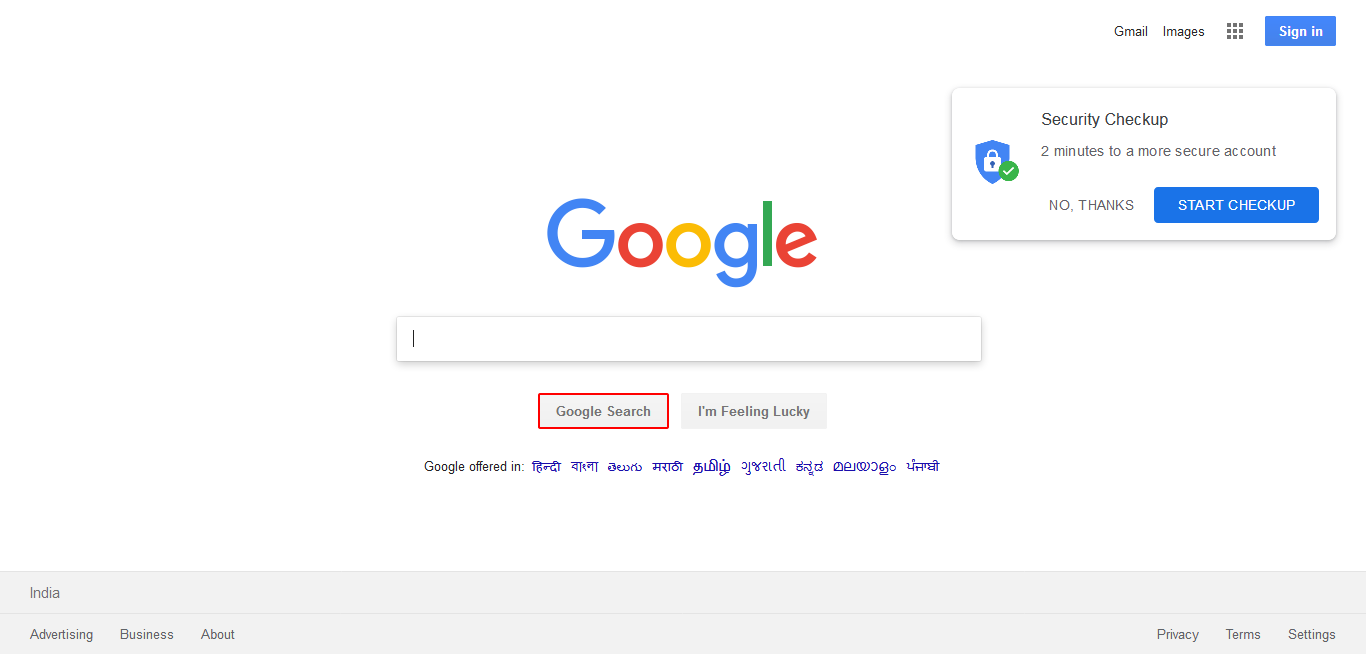 Gmail Images Sign in
Security Checkup
2 minutes to a more secure account
NO, THANKS START CHECKUP
Google
Google Search I'm Feeling Lucky
Google offered in: हिन्दी বাংলা తెలుగు मराठी தமிழ் ગુજરાતી ಕನ್ನಡ മലയാളം ਪੰਜਾਬੀ
India
Advertising Business About Privacy Terms Settings